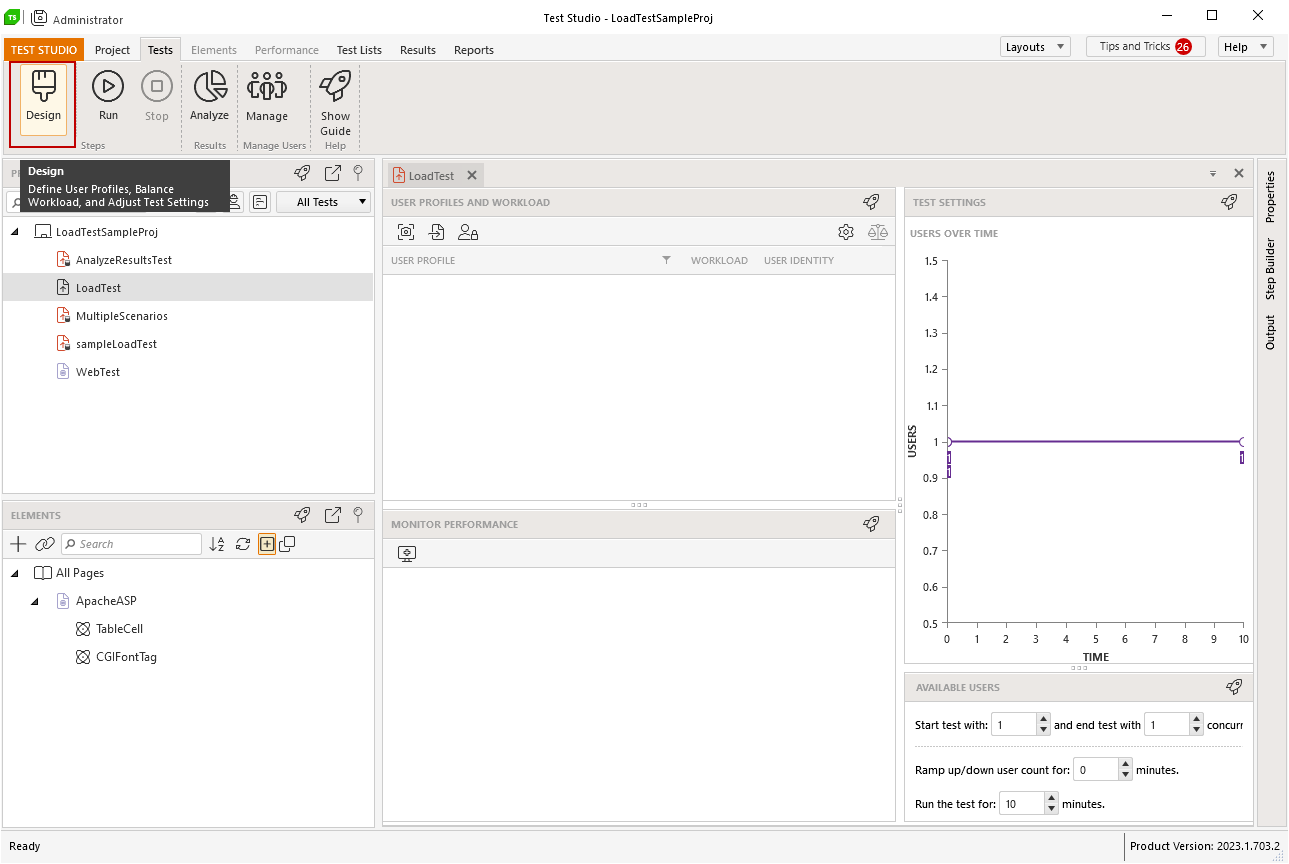 TS
Administrator
Test Studio - LoadTestSampleProj
TEST STUDIO
Project
Tests
Elements
Performance
Test Lists
Results
Reports
Layouts
Tips and Tricks 26
Help
Design
Run
Stop
Analyze
Manage
Show
Guide
Steps
Results
Manage Users
Help
Design
Define User Profiles, Balance
Workload, and Adjust Test Settings
All Tests
LoadTestSampleProj
AnalyzeResultsTest
LoadTest
MultipleScenarios
sampleLoadTest
WebTest
ELEMENTS
Search
All Pages
ApacheASP
TableCell
CGIFontTag
LoadTest
USER PROFILES AND WORKLOAD
USER PROFILE
WORKLOAD
USER IDENTITY
MONITOR PERFORMANCE
TEST SETTINGS
USERS OVER TIME
1.5
1.4
1.3
1.2
1.1
1
0.9
0.8
0.7
0.6
0.5
USERS
0 1 2 3 4 5 6 7 8 9 10
TIME
AVAILABLE USERS
Start test with: 1 and end test with 1 concurr
Ramp up/down user count for: 0 minutes.
Run the test for: 10 minutes.
Properties
Step Builder
Output
Ready
Product Version: 2023.1.703.2